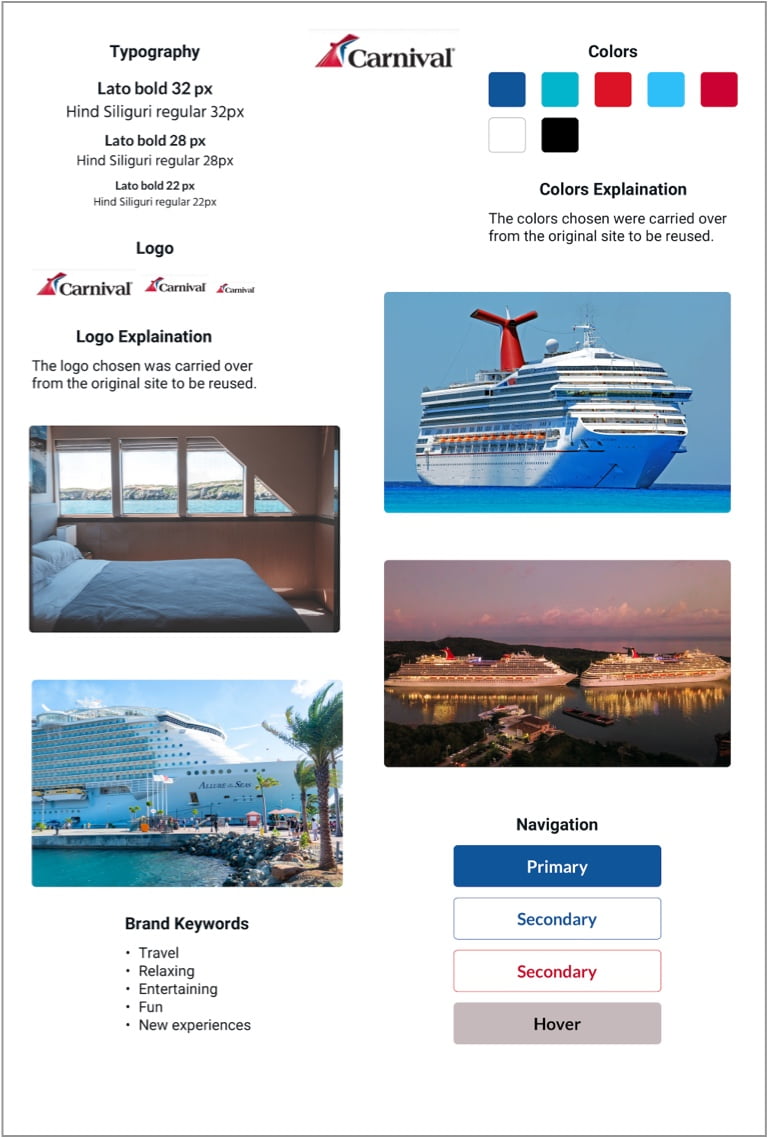 Typography
Lato bold 32 px
Hind Siliguri regular 32px
Lato bold 28 px
Hind Siliguri regular 28px
Lato bold 22 px
Hind Siliguri regular 22px
Logo
Carnival Carnival Carnival
Logo Explaination
The logo chosen was carried over
from the original site to be reused.
ALLURE OF THE SEAS
Brand Keywords
• Travel
• Relaxing
• Entertaining
• Fun
• New experiences
Carnival
Colors
Colors Explaination
The colors chosen were carried over
from the original site to be reused.
Navigation
Primary
Secondary
Secondary
Hover